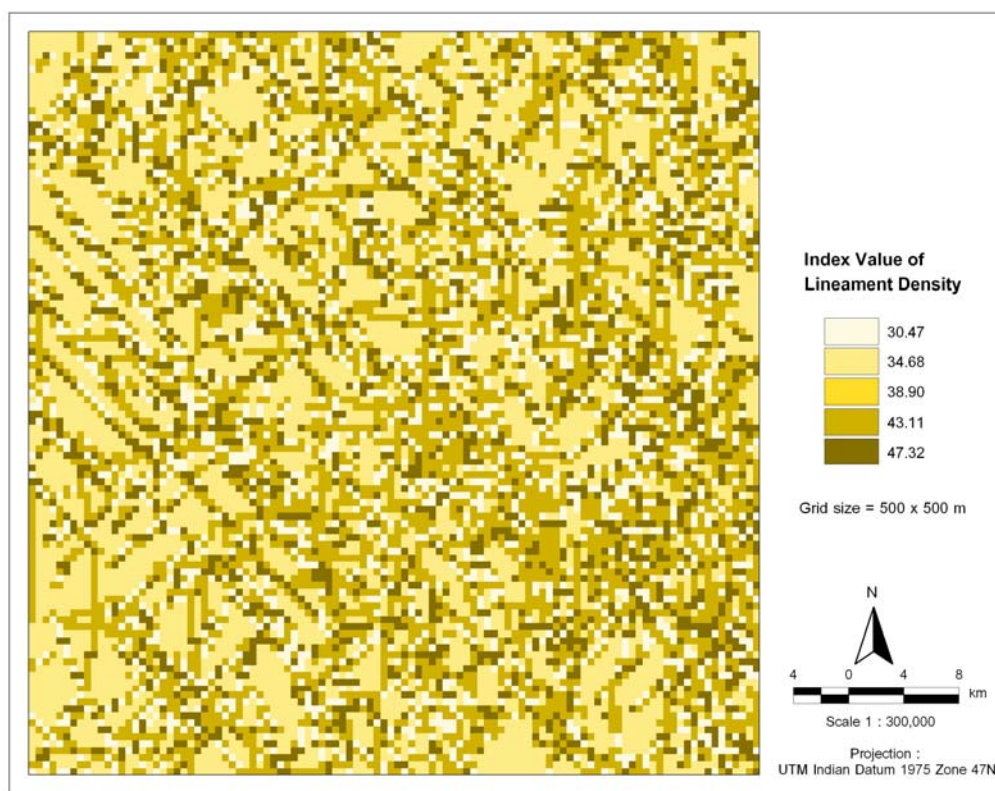 Index Value of
Lineament Density
30.47
34.68
38.90
43.11
47.32
Grid size = 500 x 500 m
N
4 0 4 8
km
Scale 1 : 300,000
Projection :
UTM Indian Datum 1975 Zone 47N